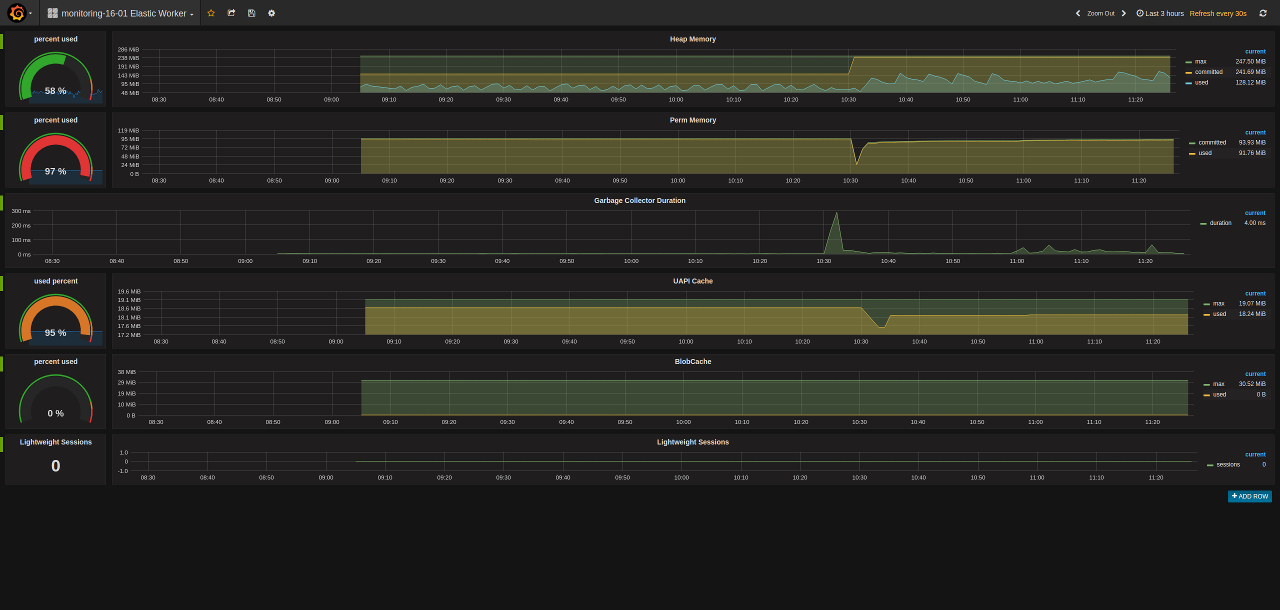 monitoring-16-01 Elastic Worker
Zoom Out
Last 3 hours Refresh every 30s
percent used
58 %
Heap Memory
286 MiB
238 MiB
191 MiB
143 MiB
95 MiB
48 MiB
08:30 08:40 08:50 09:00 09:10 09:20 09:30 09:40 09:50 10:00 10:10 10:20 10:30 10:40 10:50 11:00 11:10 11:20
current
max 247.50 MiB
committed 241.69 MiB
used 128.12 MiB
percent used
97 %
Perm Memory
119 MiB
95 MiB
72 MiB
48 MiB
24 MiB
0 B
08:30 08:40 08:50 09:00 09:10 09:20 09:30 09:40 09:50 10:00 10:10 10:20 10:30 10:40 10:50 11:00 11:10 11:20
current
committed 93.93 MiB
used 91.76 MiB
Garbage Collector Duration
300 ms
200 ms
100 ms
0 ms
08:30 08:40 08:50 09:00 09:10 09:20 09:30 09:40 09:50 10:00 10:10 10:20 10:30 10:40 10:50 11:00 11:10 11:20
current
duration 4.00 ms
used percent
95 %
UAPI Cache
19.6 MiB
19.1 MiB
18.6 MiB
18.1 MiB
17.6 MiB
17.2 MiB
08:30 08:40 08:50 09:00 09:10 09:20 09:30 09:40 09:50 10:00 10:10 10:20 10:30 10:40 10:50 11:00 11:10 11:20
current
max 19.07 MiB
used 18.24 MiB
percent used
0 %
BlobCache
38 MiB
29 MiB
19 MiB
10 MiB
0 B
08:30 08:40 08:50 09:00 09:10 09:20 09:30 09:40 09:50 10:00 10:10 10:20 10:30 10:40 10:50 11:00 11:10 11:20
current
max 30.52 MiB
used 0 B
Lightweight Sessions
0
Lightweight Sessions
1.0
0
-1.0
08:30 08:40 08:50 09:00 09:10 09:20 09:30 09:40 09:50 10:00 10:10 10:20 10:30 10:40 10:50 11:00 11:10 11:20
current
sessions 0
ADD ROW